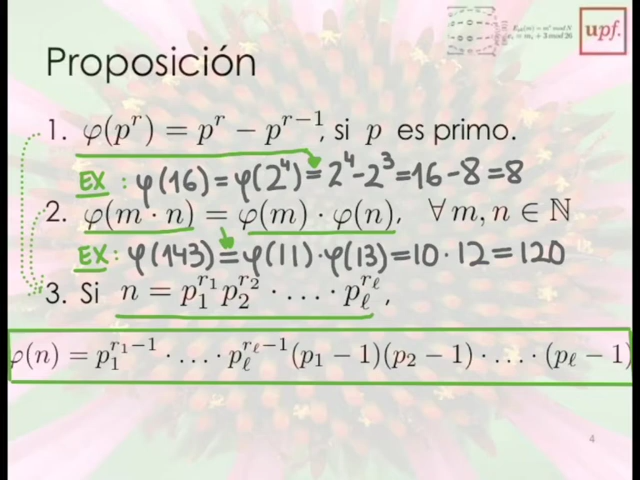 upf.
Proposición
1. φ(p^r) = p^r − p^{r−1}, si p es primo.
EX: φ(16) = φ(2^4) = 2^4 − 2^3 = 16 − 8 = 8
2. φ(m · n) = φ(m) · φ(n), ∀ m, n ∈ ℕ
EX: φ(143) = φ(11) · φ(13) = 10 · 12 = 120
3. Si n = p_1^{r_1} p_2^{r_2} · . . . · p_ℓ^{r_ℓ},
φ(n) = p_1^{r_1−1} · . . . · p_ℓ^{r_ℓ−1}(p_1 − 1)(p_2 − 1) · . . . · (p_ℓ − 1)
4